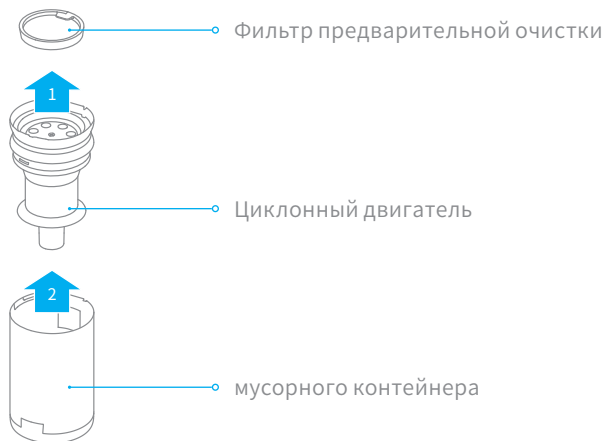 Фильтр предварительной очистки
1
Циклонный двигатель
2
мусорного контейнера